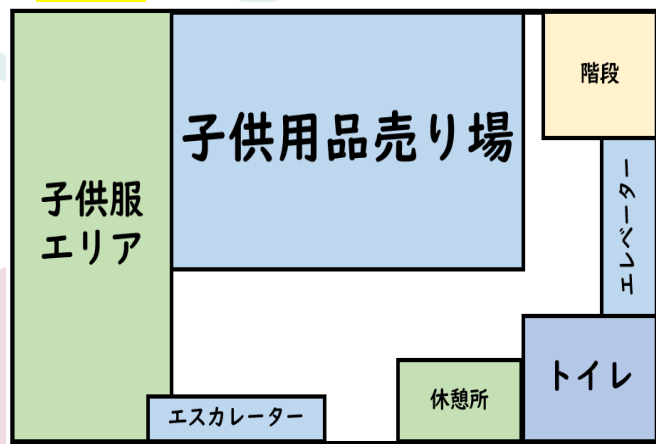 子供用品売り場
階段
子供服
エリア
エレベーター
トイレ
休憩所
エスカレーター